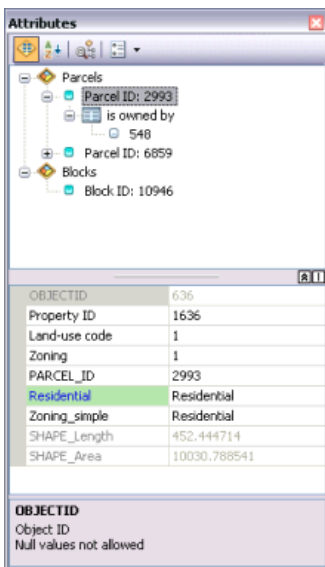 Attributes
Parcels
Parcel ID: 2993
is owned by
548
Parcel ID: 6859
Blocks
Block ID: 10946
OBJECTID 636
Property ID 1636
Land-use code 1
Zoning 1
PARCEL_ID 2993
Residential Residential
Zoning_simple Residential
SHAPE_Length 452.444714
SHAPE_Area 10030.788541
OBJECTID
Object ID
Null values not allowed